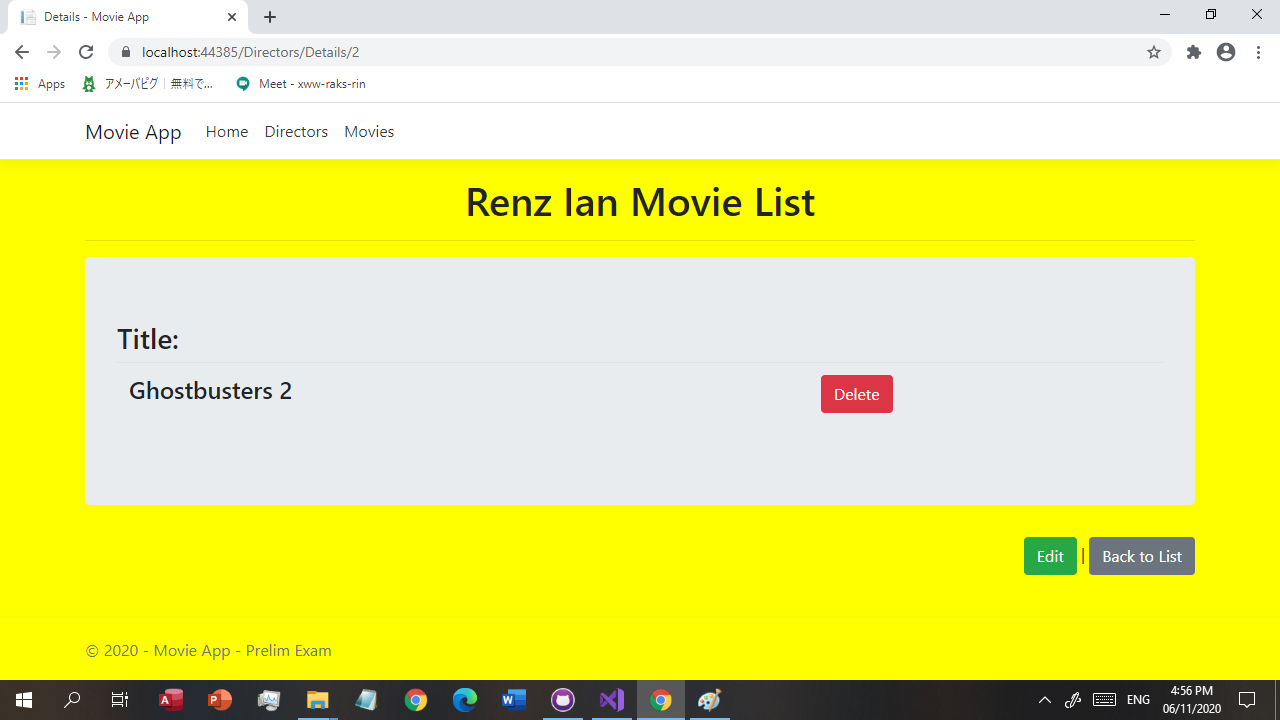 Details - Movie App
localhost:44385/Directors/Details/2
Apps
アメーバピグ｜無料で...
Meet - xww-raks-rin
Movie App Home Directors Movies
Renz Ian Movie List
Title:
Ghostbusters 2 Delete
Edit | Back to List
© 2020 - Movie App - Prelim Exam
ENG
4:56 PM
06/11/2020